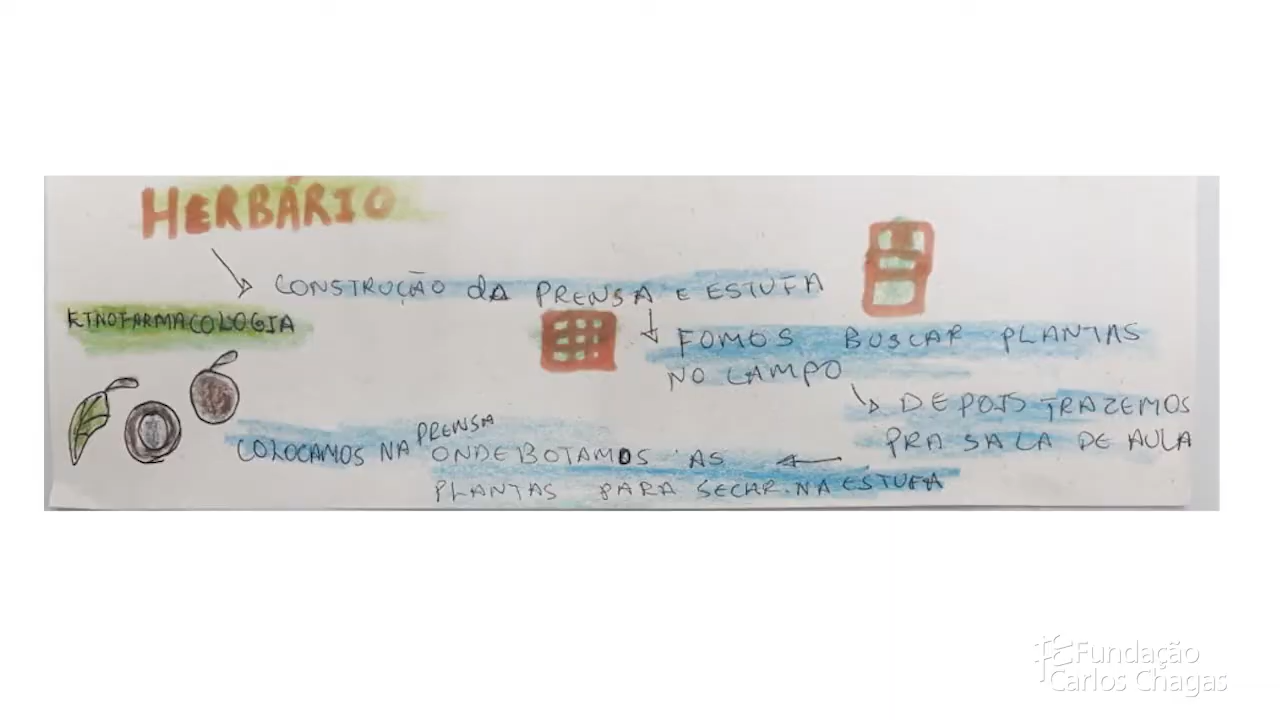 HERBÁRIO
CONSTRUÇÃO DA PRENSA E ESTUFA
ETNOFARMACOLOGIA
FOMOS BUSCAR PLANTAS
NO CAMPO
DEPOIS TRAZEMOS
PRA SALA DE AULA
COLOCAMOS NA PRENSA
ONDE BOTAMOS AS
PLANTAS PARA SECAR NA ESTUFA
Fundação
Carlos Chagas